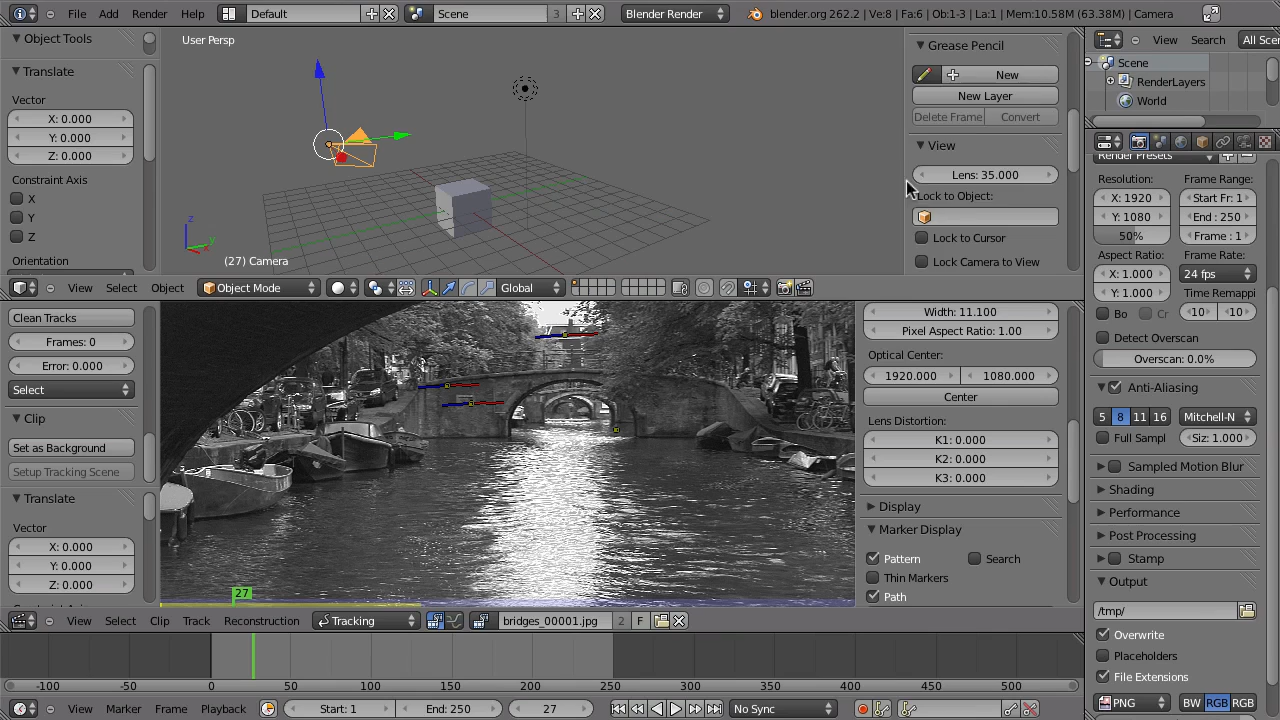 File Add Render Help Default Scene 3 Blender Render blender.org 262.2 | Ve:8 | Fa:6 | Ob:1-3 | La:1 | Mem:10.58M (63.38M) | Camera
Object Tools
Translate
Vector
X: 0.000
Y: 0.000
Z: 0.000
Constraint Axis
X
Y
Z
Orientation
User Persp
z
y
x
(27) Camera
Grease Pencil
New
New Layer
Delete Frame Convert
View
Lens: 35.000
Lock to Object:
Lock to Cursor
Lock Camera to View
View Select Object Object Mode Global
Clean Tracks
Frames: 0
Error: 0.000
Select
Clip
Set as Background
Setup Tracking Scene
Translate
Vector
X: 0.000
Y: 0.000
Z: 0.000
27
Width: 11.100
Pixel Aspect Ratio: 1.00
Optical Center:
1920.000 1080.000
Center
Lens Distortion:
K1: 0.000
K2: 0.000
K3: 0.000
Display
Marker Display
Pattern Search
Thin Markers
Path
View Select Clip Track Reconstruction Tracking bridges_00001.jpg 2 F
-100 -50 0 50 100 150 200 250 300 350 400 450 500
View Marker Frame Playback Start: 1 End: 250 27 No Sync
View Search All Scen
Scene
RenderLayers
World
Render Presets
Resolution: Frame Range:
X: 1920 Start Fr: 1
Y: 1080 End : 250
50% Frame : 1
Aspect Ratio: Frame Rate:
X: 1.000 24 fps
Y: 1.000 Time Remappi
Bo Cr 10 10
Detect Overscan
Overscan: 0.0%
Anti-Aliasing
5 8 11 16 Mitchell-N
Full Sampl Siz: 1.000
Sampled Motion Blur
Shading
Performance
Post Processing
Stamp
Output
/tmp/
Overwrite
Placeholders
File Extensions
PNG BW RGB RGB